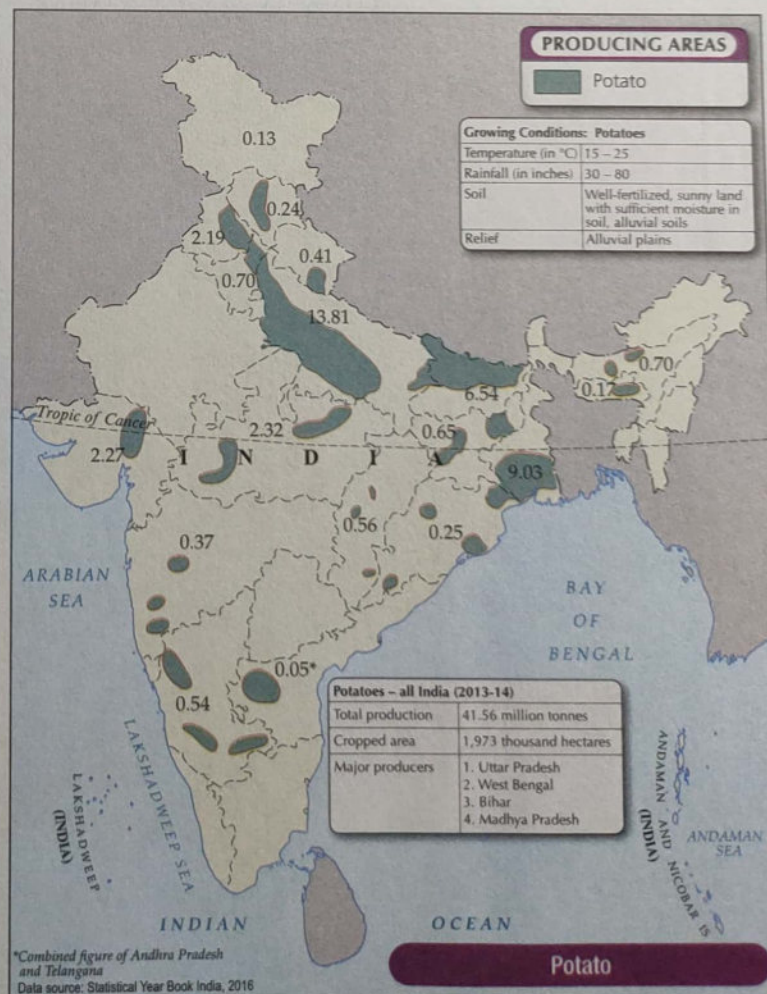 PRODUCING AREAS
Potato
Growing Conditions: Potatoes
Temperature (in °C) 15 – 25
Rainfall (in inches) 30 – 80
Soil Well-fertilized, sunny land
with sufficient moisture in
soil, alluvial soils
Relief Alluvial plains
0.13
0.24
2.19
0.41
0.70
13.81
0.70
6.54
0.17
Tropic of Cancer
2.32
0.65
2.27
I N D I A
9.03
0.56
0.25
0.37
ARABIAN
SEA
BAY
OF
BENGAL
0.05*
0.54
Potatoes – all India (2013-14)
Total production 41.56 million tonnes
Cropped area 1,973 thousand hectares
Major producers 1. Uttar Pradesh
2. West Bengal
3. Bihar
4. Madhya Pradesh
LAKSHADWEEP SEA
LAKSHADWEEP
(INDIA)
ANDAMAN AND NICOBAR IS
(INDIA)
ANDAMAN
SEA
INDIAN OCEAN
*Combined figure of Andhra Pradesh
and Telangana
Data source: Statistical Year Book India, 2016
Potato